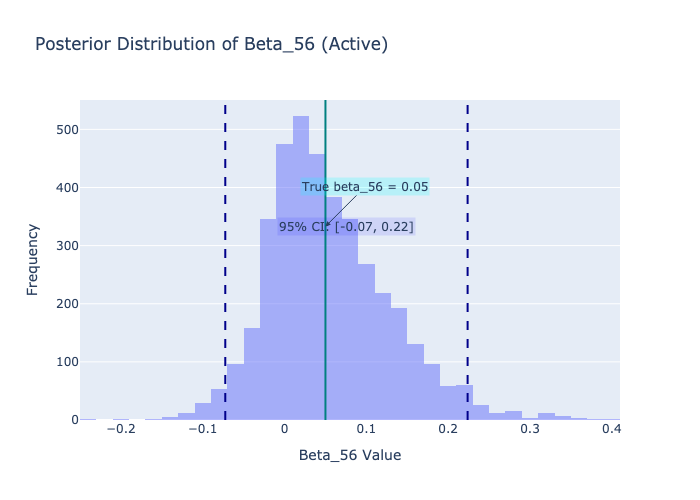 Posterior Distribution of Beta_56 (Active)
500
400
300
200
100
0
Frequency
True beta_56 = 0.05
95% CI: [-0.07, 0.22]
−0.2 −0.1 0 0.1 0.2 0.3 0.4
Beta_56 Value